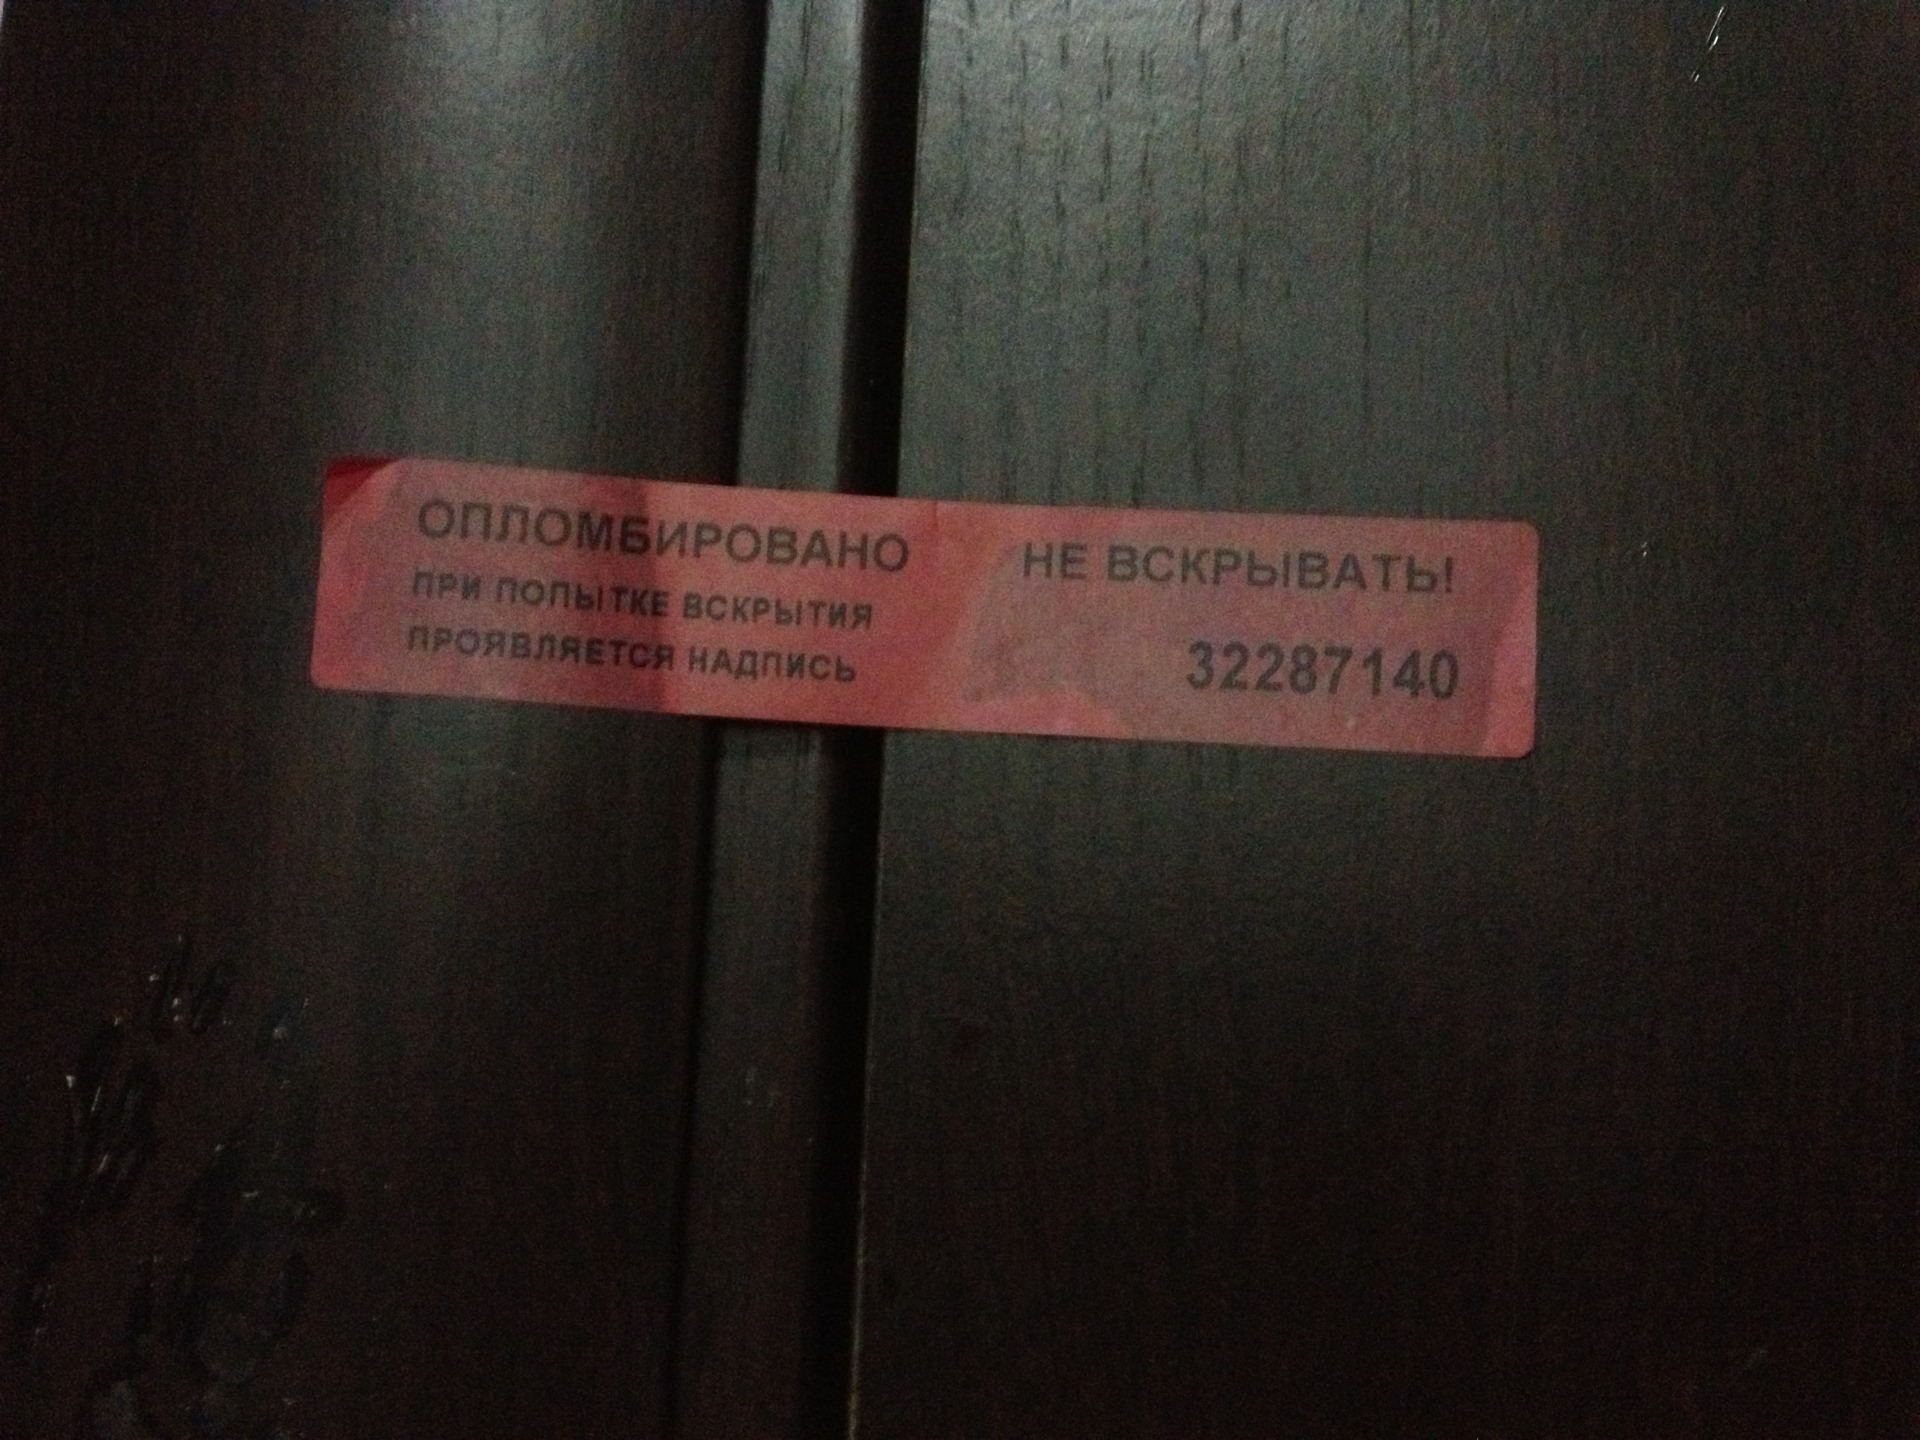 ОПЛОМБИРОВАНО
ПРИ ПОПЫТКЕ ВСКРЫТИЯ
ПРОЯВЛЯЕТСЯ НАДПИСЬ
НЕ ВСКРЫВАТЬ!
32287140